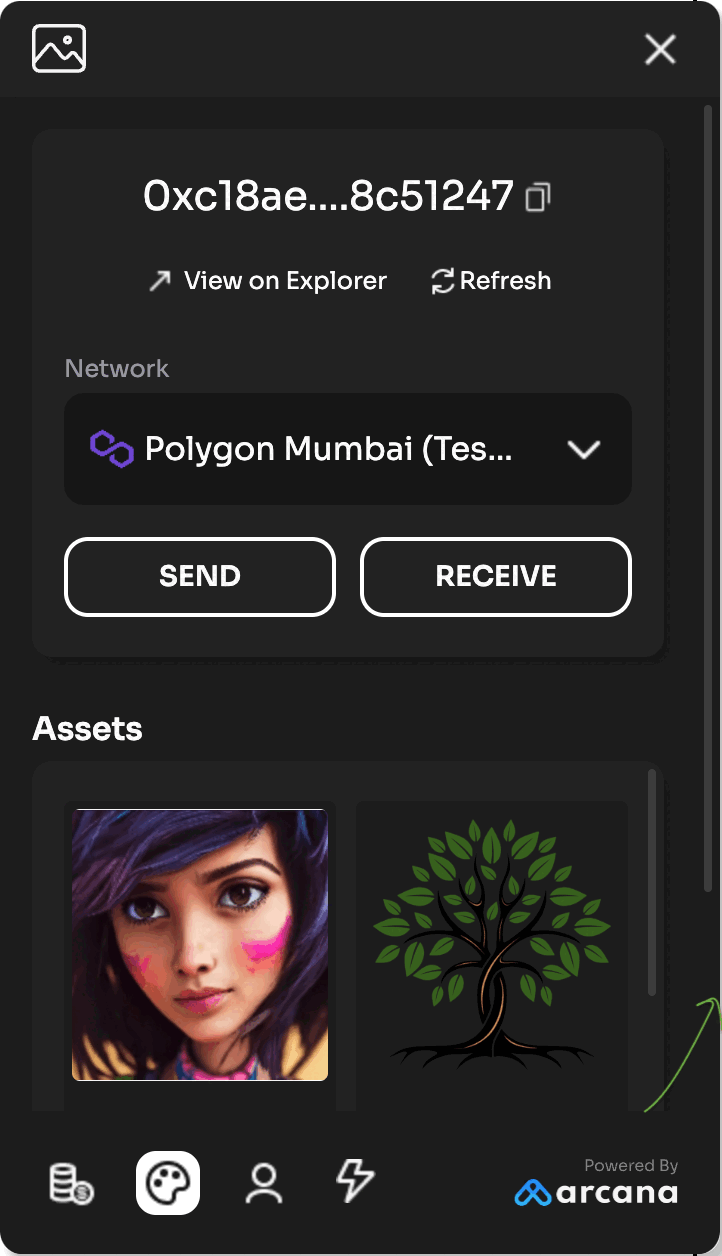 0xc18ae....8c51247
View on Explorer Refresh
Network
Polygon Mumbai (Tes...
SEND RECEIVE
Assets
Powered By
arcana